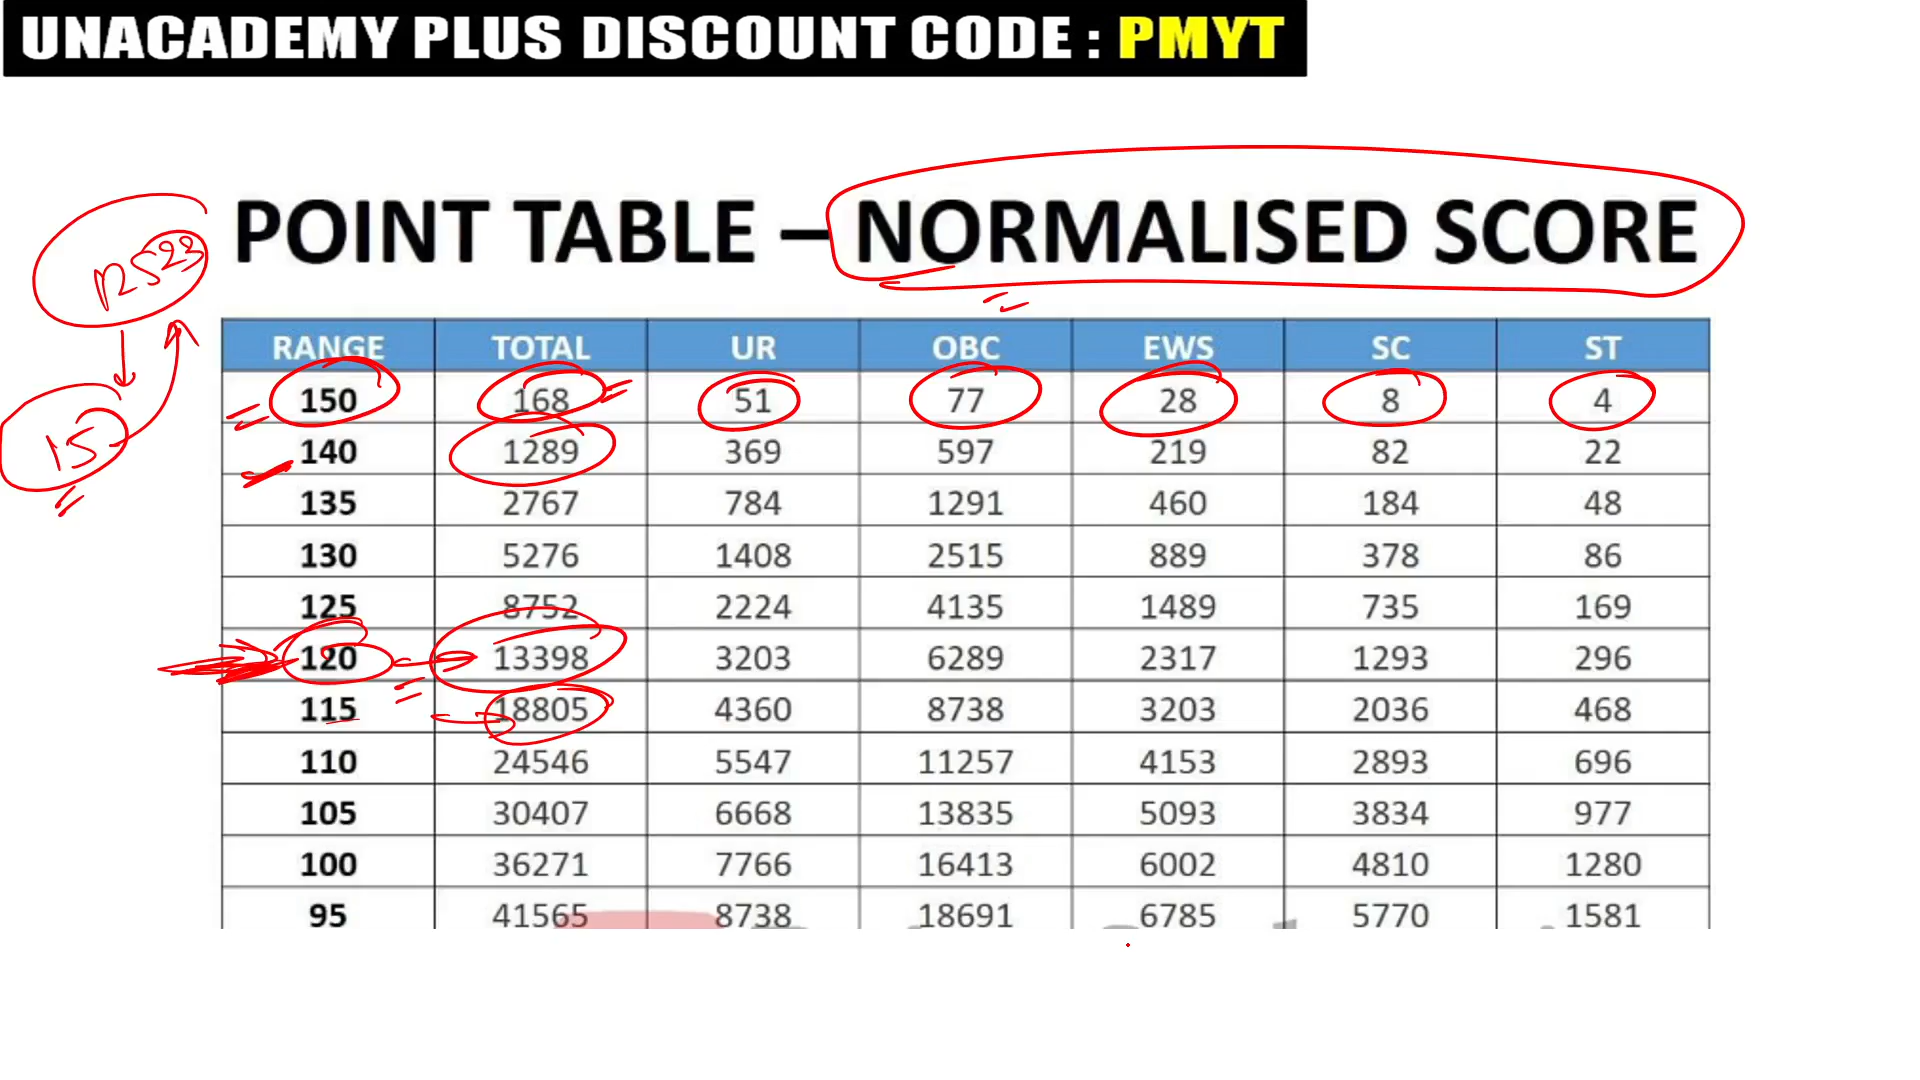 UNACADEMY PLUS DISCOUNT CODE : PMYT
POINT TABLE – NORMALISED SCORE
12523
15
RANGE TOTAL UR OBC EWS SC ST
150 168 51 77 28 8 4
140 1289 369 597 219 82 22
135 2767 784 1291 460 184 48
130 5276 1408 2515 889 378 86
125 8752 2224 4135 1489 735 169
120 13398 3203 6289 2317 1293 296
115 18805 4360 8738 3203 2036 468
110 24546 5547 11257 4153 2893 696
105 30407 6668 13835 5093 3834 977
100 36271 7766 16413 6002 4810 1280
95 41565 8738 18691 6785 5770 1581